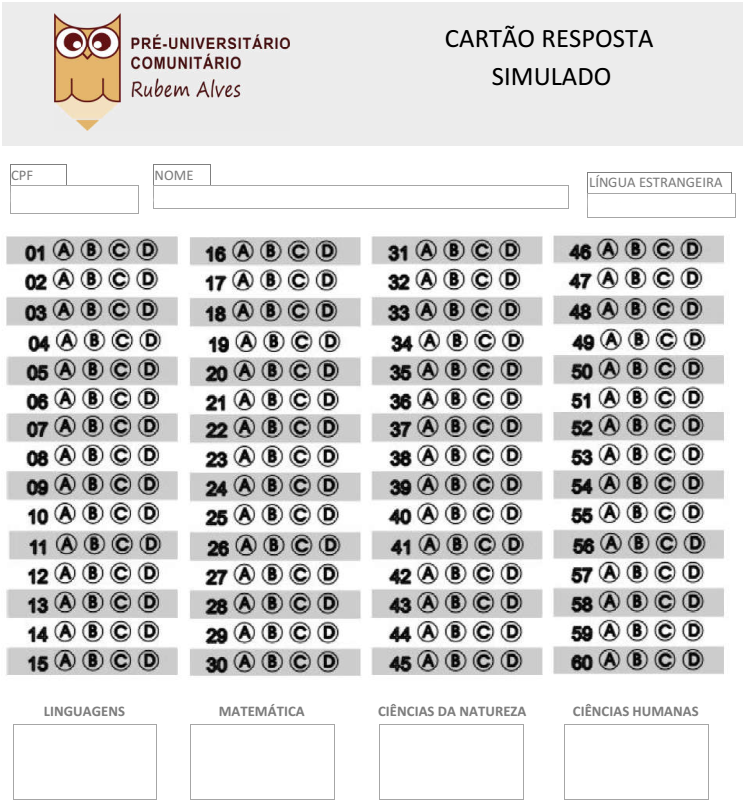 PRÉ-UNIVERSITÁRIO
COMUNITÁRIO
Rubem Alves
CARTÃO RESPOSTA
SIMULADO
CPF
NOME
LÍNGUA ESTRANGEIRA
01 A B C D
02 A B C D
03 A B C D
04 A B C D
05 A B C D
06 A B C D
07 A B C D
08 A B C D
09 A B C D
10 A B C D
11 A B C D
12 A B C D
13 A B C D
14 A B C D
15 A B C D
16 A B C D
17 A B C D
18 A B C D
19 A B C D
20 A B C D
21 A B C D
22 A B C D
23 A B C D
24 A B C D
25 A B C D
26 A B C D
27 A B C D
28 A B C D
29 A B C D
30 A B C D
31 A B C D
32 A B C D
33 A B C D
34 A B C D
35 A B C D
36 A B C D
37 A B C D
38 A B C D
39 A B C D
40 A B C D
41 A B C D
42 A B C D
43 A B C D
44 A B C D
45 A B C D
46 A B C D
47 A B C D
48 A B C D
49 A B C D
50 A B C D
51 A B C D
52 A B C D
53 A B C D
54 A B C D
55 A B C D
56 A B C D
57 A B C D
58 A B C D
59 A B C D
60 A B C D
LINGUAGENS
MATEMÁTICA
CIÊNCIAS DA NATUREZA
CIÊNCIAS HUMANAS